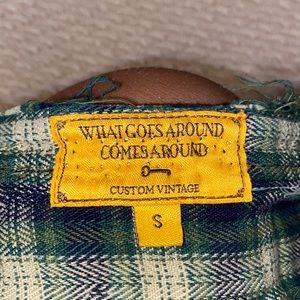 WHAT GOES AROUND
COMES AROUND
CUSTOM VINTAGE
S